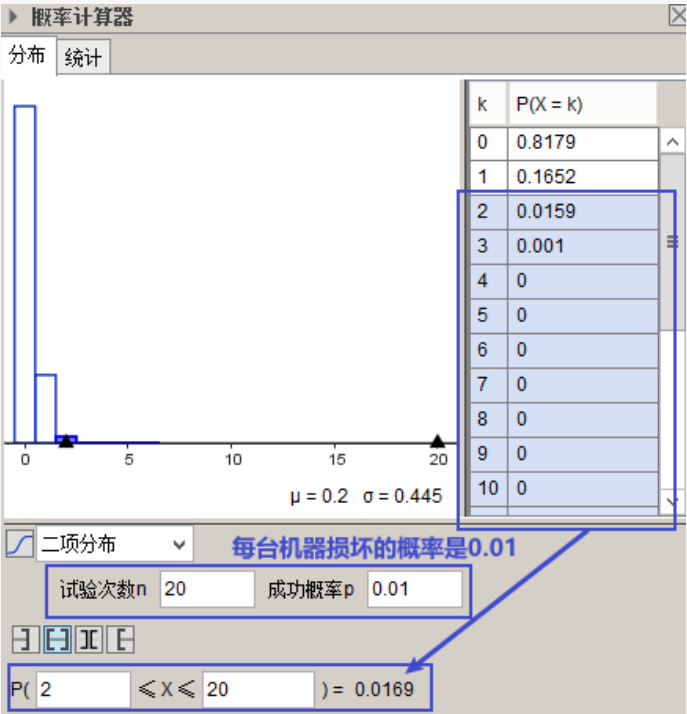 概率计算器
分布 统计
k P(X = k)
0 0.8179
1 0.1652
2 0.0159
3 0.001
4 0
5 0
6 0
7 0
8 0
9 0
10 0
0 5 10 15 20
μ = 0.2 σ = 0.445
二项分布 每台机器损坏的概率是0.01
试验次数n 20 成功概率p 0.01
P( 2 ≤ X ≤ 20 ) = 0.0169